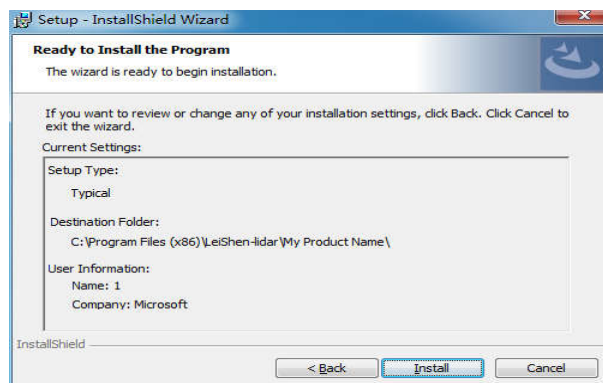 Setup - InstallShield Wizard
Ready to Install the Program
The wizard is ready to begin installation.
If you want to review or change any of your installation settings, click Back. Click Cancel to
exit the wizard.
Current Settings:
Setup Type:
Typical
Destination Folder:
C:\Program Files (x86)\LeiShen-lidar\My Product Name\
User Information:
Name: 1
Company: Microsoft
InstallShield
< Back
Install
Cancel